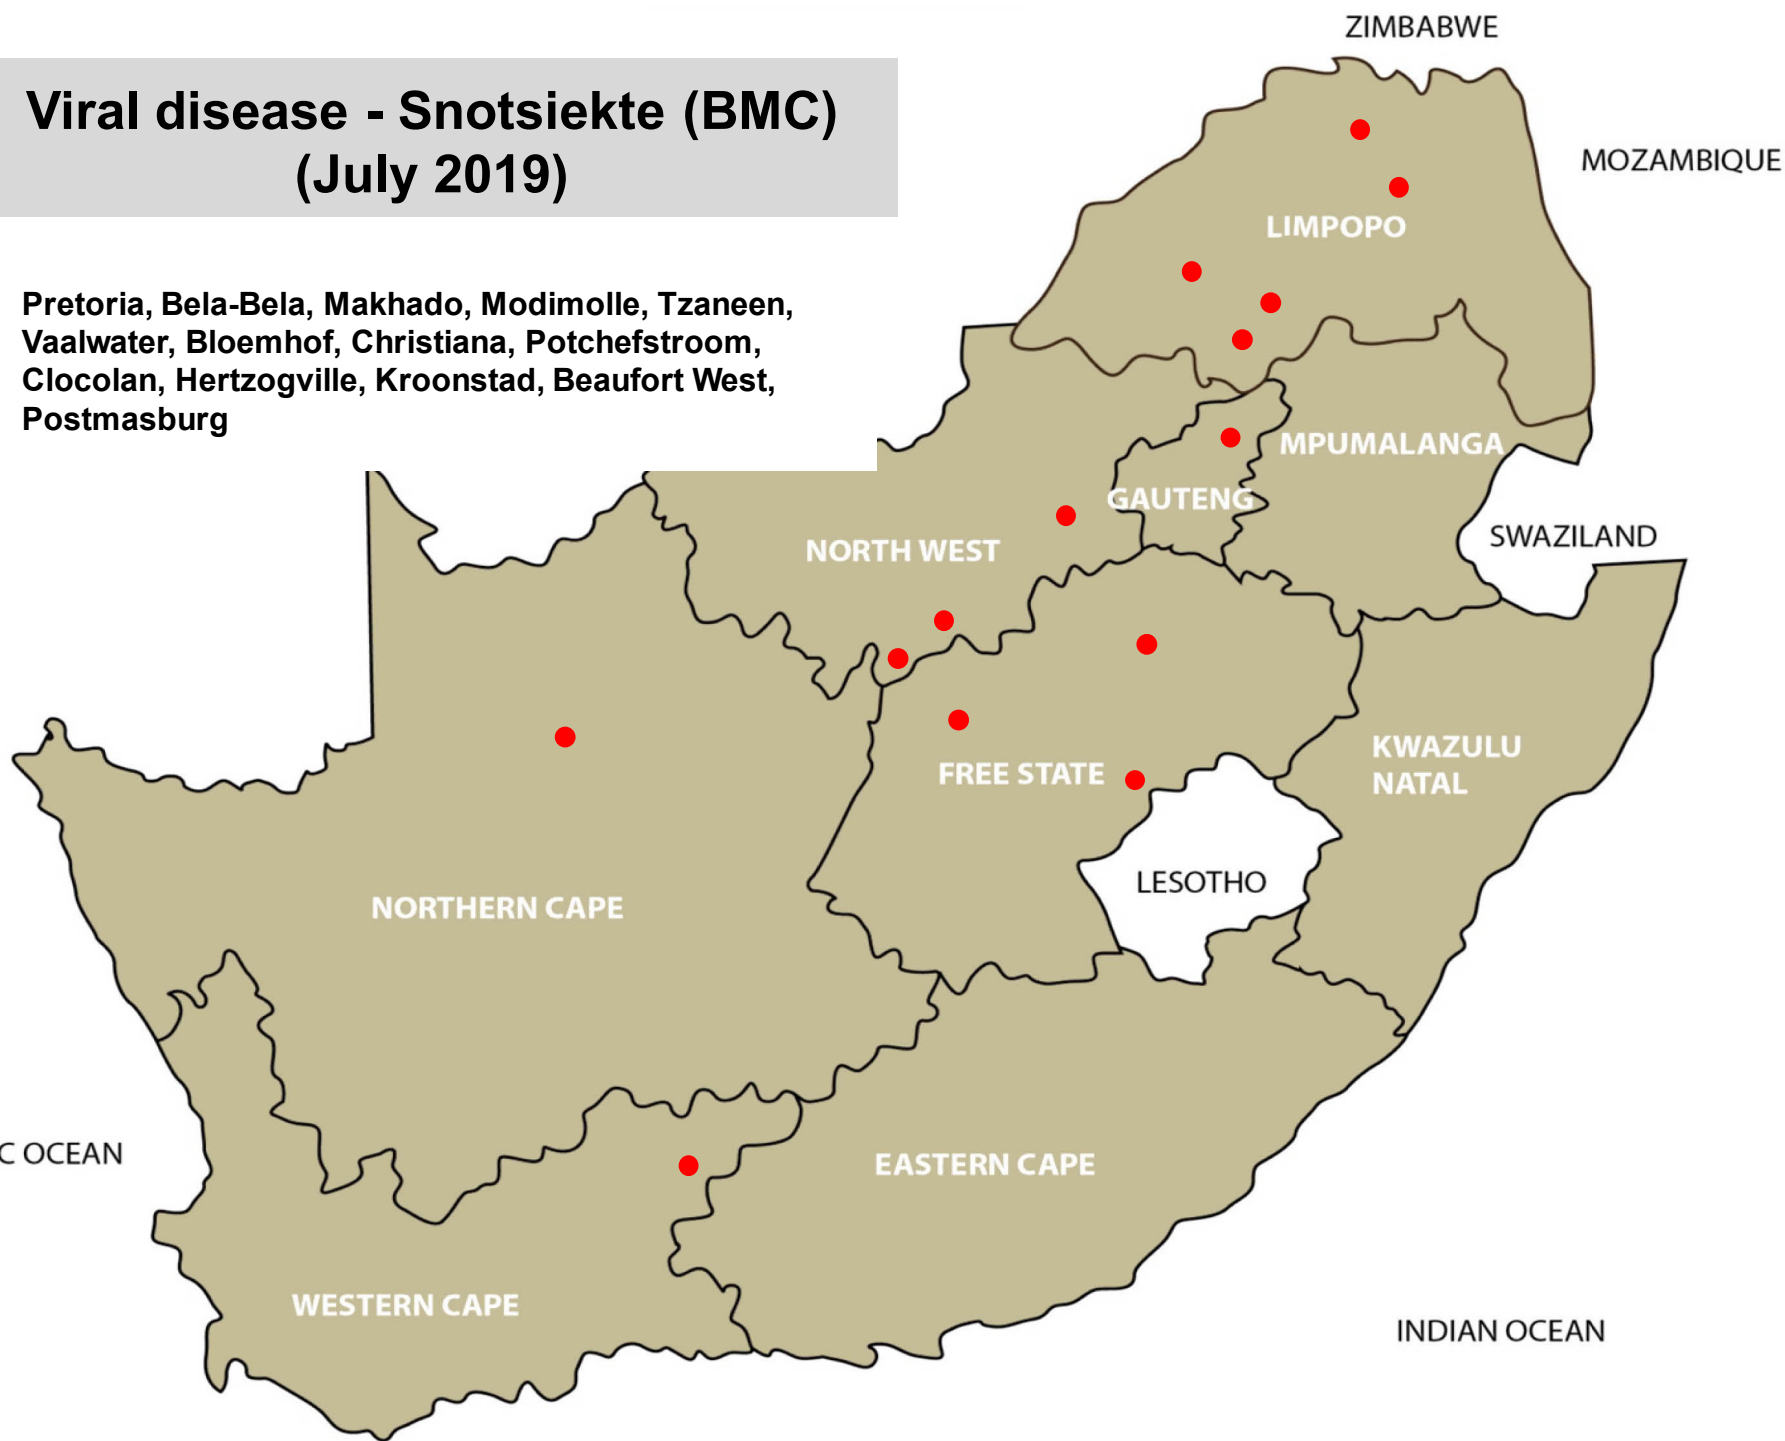 Viral disease - Snotsiekte (BMC)
(July 2019)
Pretoria, Bela-Bela, Makhado, Modimolle, Tzaneen,
Vaalwater, Bloemhof, Christiana, Potchefstroom,
Clocolan, Hertzogville, Kroonstad, Beaufort West,
Postmasburg
ZIMBABWE
MOZAMBIQUE
LIMPOPO
MPUMALANGA
GAUTENG
SWAZILAND
NORTH WEST
KWAZULU
NATAL
FREE STATE
LESOTHO
NORTHERN CAPE
C OCEAN
EASTERN CAPE
WESTERN CAPE
INDIAN OCEAN